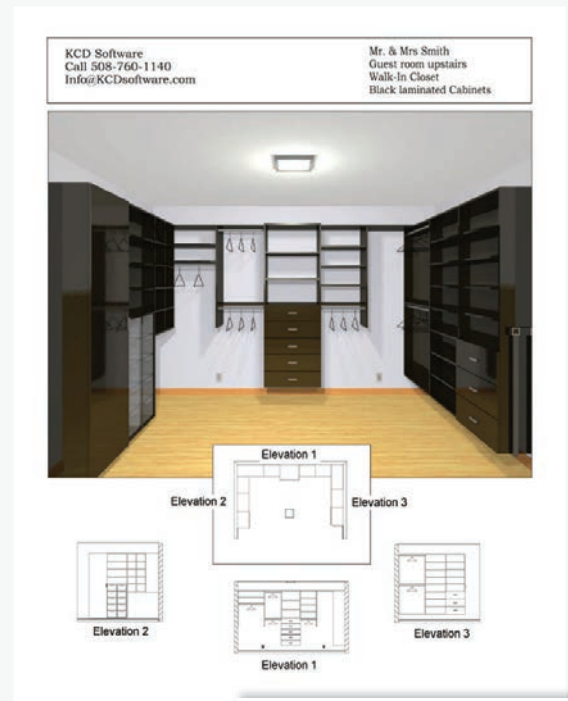 KCD Software
Call 508-760-1140
Info@KCDsoftware.com
Mr. & Mrs Smith
Guest room upstairs
Walk-In Closet
Black laminated Cabinets
Elevation 1
Elevation 2
Elevation 3
Elevation 2
Elevation 1
Elevation 3